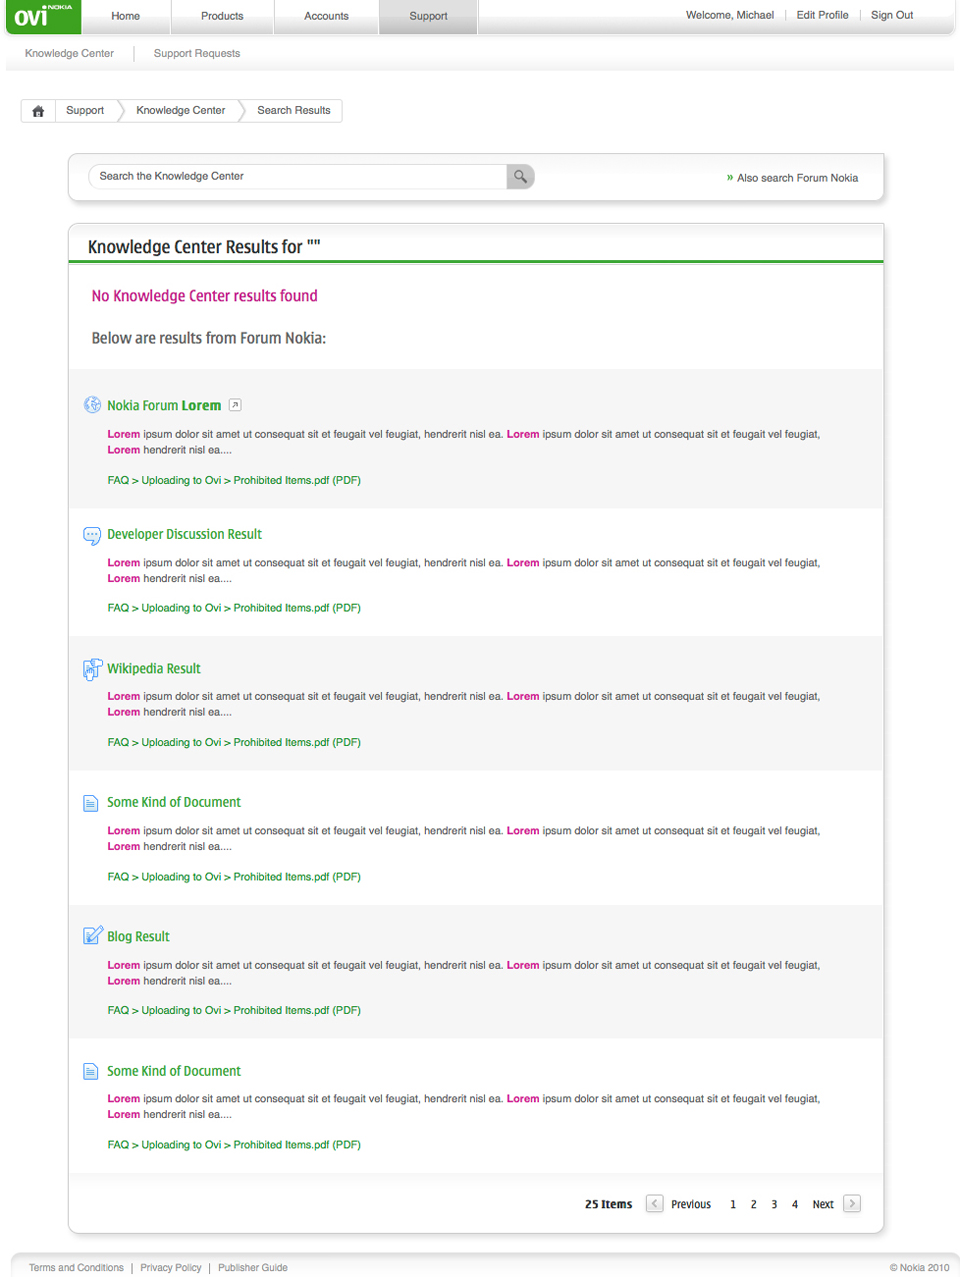 ovi NOKIA
Home Products Accounts Support Welcome, Michael | Edit Profile | Sign Out
Knowledge Center | Support Requests
Support Knowledge Center Search Results
Search the Knowledge Center » Also search Forum Nokia
Knowledge Center Results for ""
No Knowledge Center results found
Below are results from Forum Nokia:
Nokia Forum Lorem
Lorem ipsum dolor sit amet ut consequat sit et feugait vel feugiat, hendrerit nisl ea. Lorem ipsum dolor sit amet ut consequat sit et feugait vel feugiat,
Lorem hendrerit nisl ea....
FAQ > Uploading to Ovi > Prohibited Items.pdf (PDF)
Developer Discussion Result
Lorem ipsum dolor sit amet ut consequat sit et feugait vel feugiat, hendrerit nisl ea. Lorem ipsum dolor sit amet ut consequat sit et feugait vel feugiat,
Lorem hendrerit nisl ea....
FAQ > Uploading to Ovi > Prohibited Items.pdf (PDF)
Wikipedia Result
Lorem ipsum dolor sit amet ut consequat sit et feugait vel feugiat, hendrerit nisl ea. Lorem ipsum dolor sit amet ut consequat sit et feugait vel feugiat,
Lorem hendrerit nisl ea....
FAQ > Uploading to Ovi > Prohibited Items.pdf (PDF)
Some Kind of Document
Lorem ipsum dolor sit amet ut consequat sit et feugait vel feugiat, hendrerit nisl ea. Lorem ipsum dolor sit amet ut consequat sit et feugait vel feugiat,
Lorem hendrerit nisl ea....
FAQ > Uploading to Ovi > Prohibited Items.pdf (PDF)
Blog Result
Lorem ipsum dolor sit amet ut consequat sit et feugait vel feugiat, hendrerit nisl ea. Lorem ipsum dolor sit amet ut consequat sit et feugait vel feugiat,
Lorem hendrerit nisl ea....
FAQ > Uploading to Ovi > Prohibited Items.pdf (PDF)
Some Kind of Document
Lorem ipsum dolor sit amet ut consequat sit et feugait vel feugiat, hendrerit nisl ea. Lorem ipsum dolor sit amet ut consequat sit et feugait vel feugiat,
Lorem hendrerit nisl ea....
FAQ > Uploading to Ovi > Prohibited Items.pdf (PDF)
25 Items < Previous 1 2 3 4 Next >
Terms and Conditions | Privacy Policy | Publisher Guide © Nokia 2010